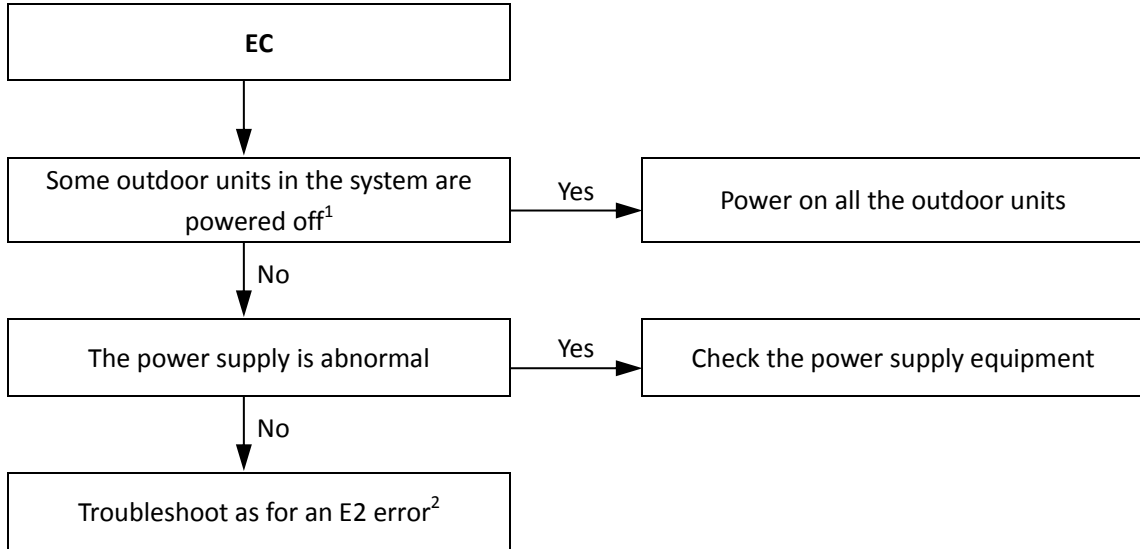 EC
Some outdoor units in the system are
powered off¹
Yes
Power on all the outdoor units
No
The power supply is abnormal
Yes
Check the power supply equipment
No
Troubleshoot as for an E2 error²